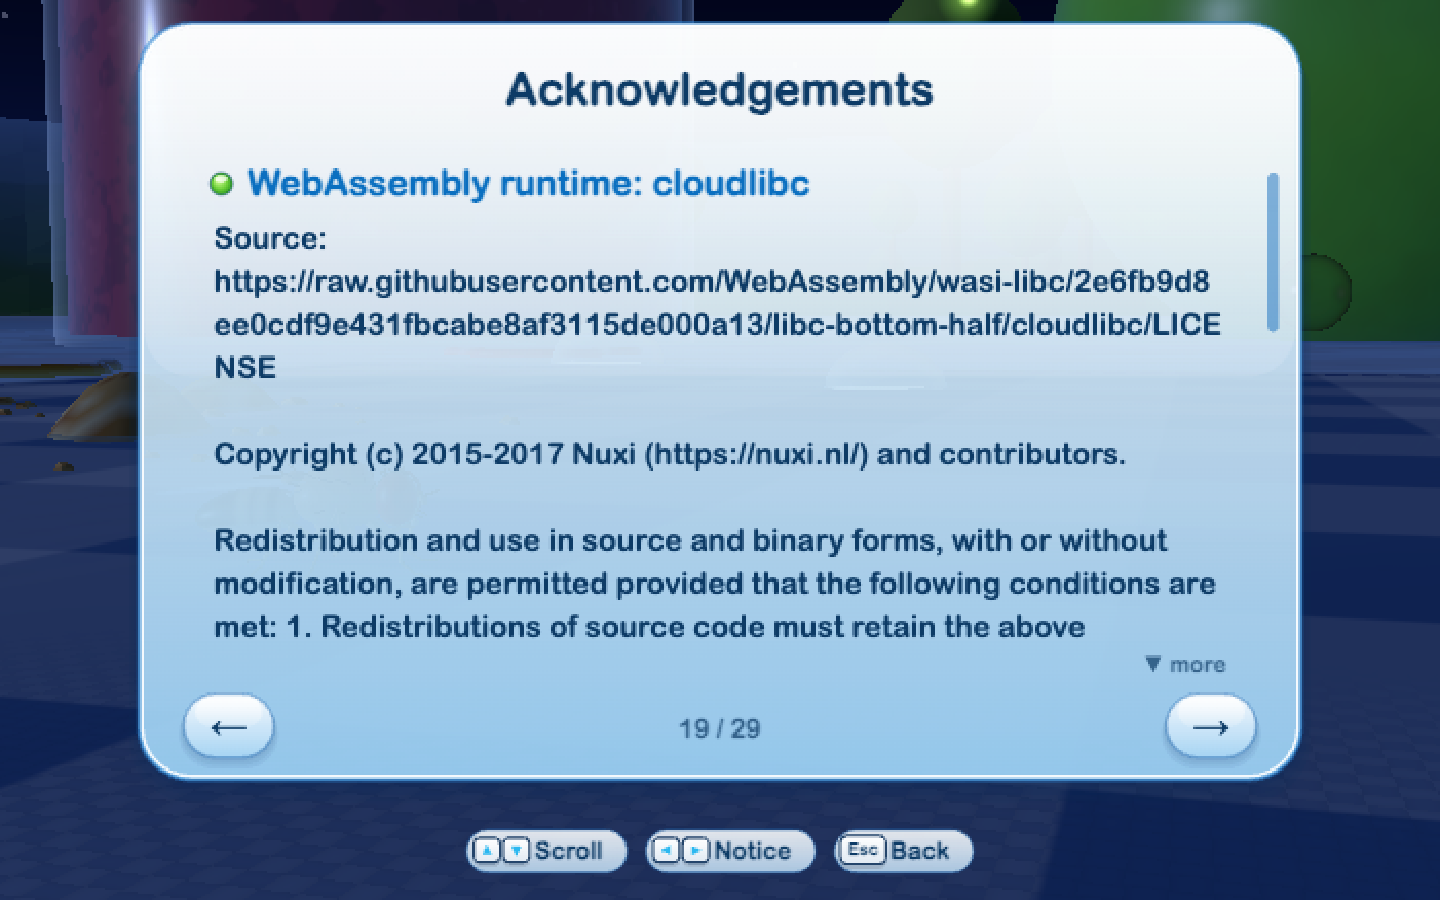 Acknowledgements
WebAssembly runtime: cloudlibc
Source:
https://raw.githubusercontent.com/WebAssembly/wasi-libc/2e6fb9d8
ee0cdf9e431fbcabe8af3115de000a13/libc-bottom-half/cloudlibc/LICE
NSE
Copyright (c) 2015-2017 Nuxi (https://nuxi.nl/) and contributors.
Redistribution and use in source and binary forms, with or without
modification, are permitted provided that the following conditions are
met: 1. Redistributions of source code must retain the above
▼ more
← 19 / 29 →
▲ ▼ Scroll ◄ ► Notice Esc Back